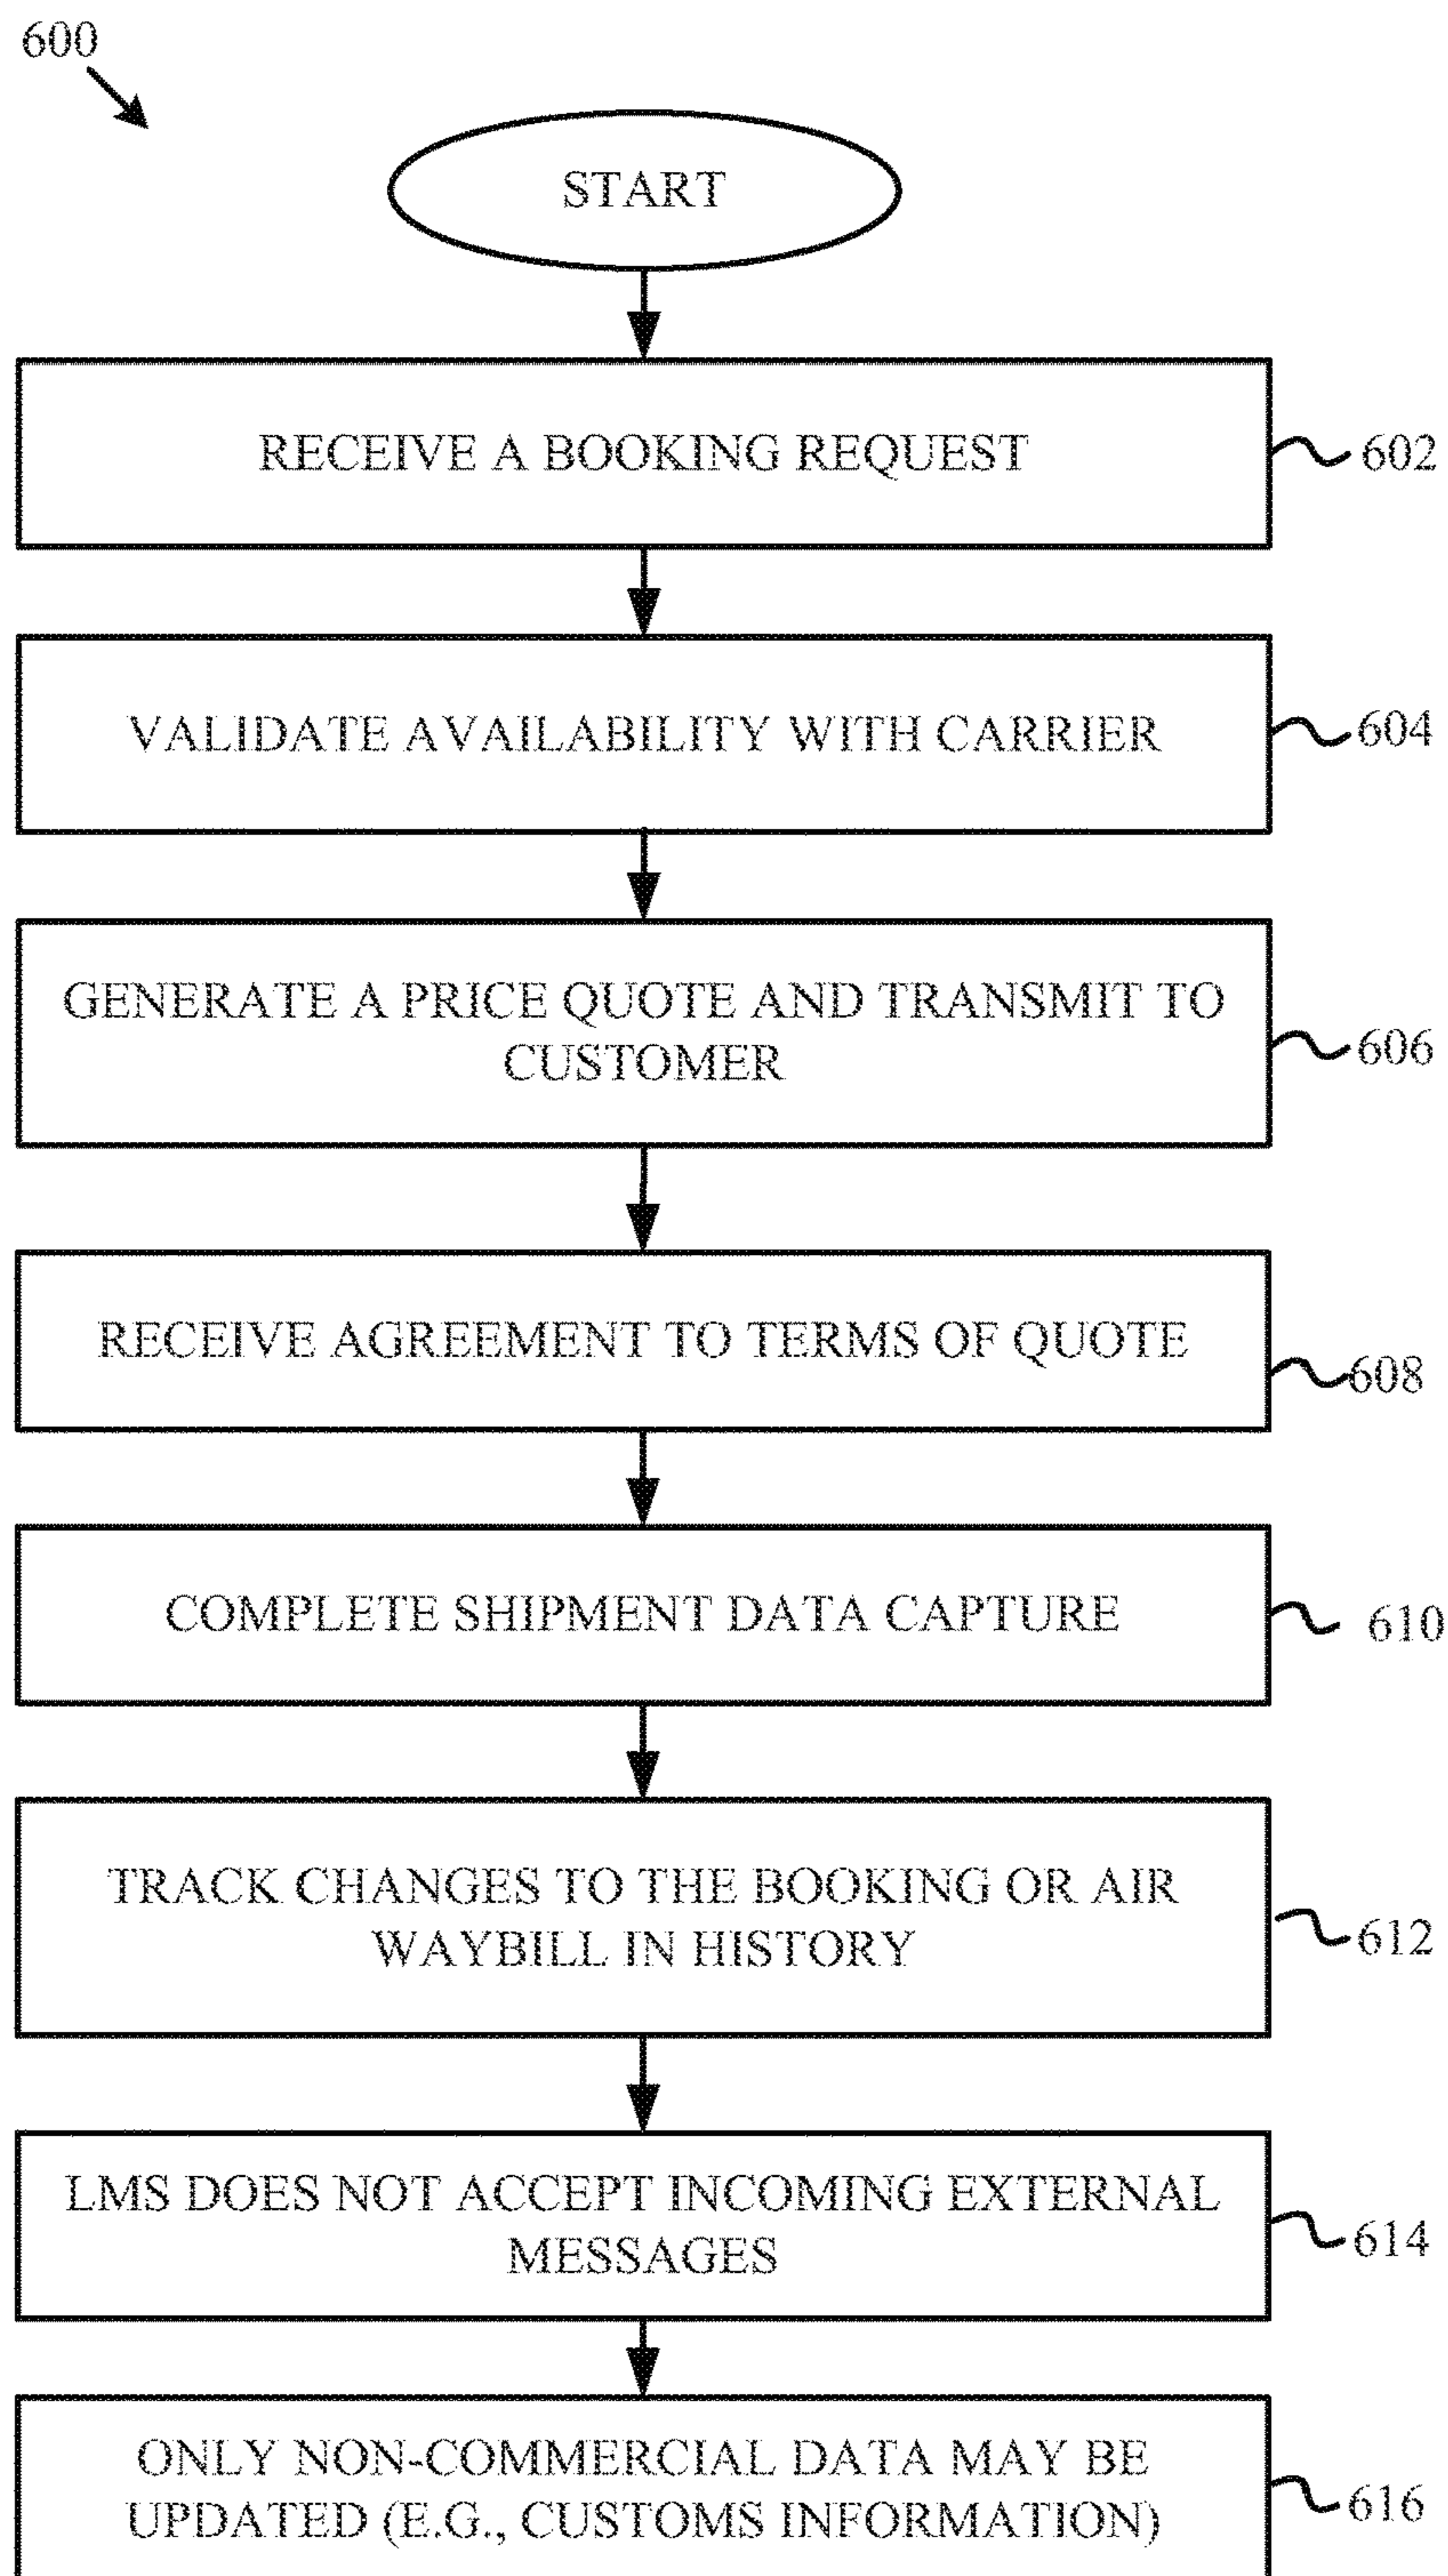 600
START
RECEIVE A BOOKING REQUEST
602
VALIDATE AVAILABILITY WITH CARRIER
604
GENERATE A PRICE QUOTE AND TRANSMIT TO
CUSTOMER
606
RECEIVE AGREEMENT TO TERMS OF QUOTE
608
COMPLETE SHIPMENT DATA CAPTURE
610
TRACK CHANGES TO THE BOOKING OR AIR
WAYBILL IN HISTORY
612
LMS DOES NOT ACCEPT INCOMING EXTERNAL
MESSAGES
614
ONLY NON-COMMERCIAL DATA MAY BE
UPDATED (E.G., CUSTOMS INFORMATION)
616